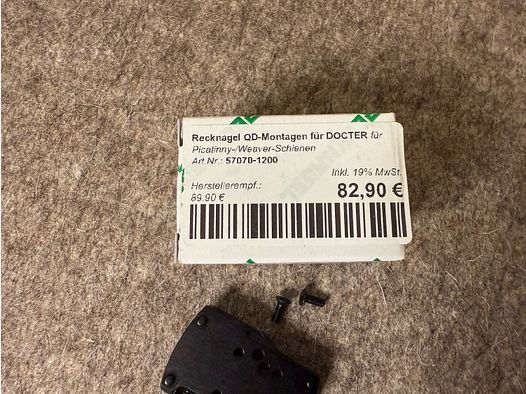 Recknagel QD-Montagen für DOCTER für
Picatinny-/Weaver-Schienen
Art.Nr.: 57070-1200
Inkl. 19% MwSt.
Herstellerempf.:
89,90 €
82,90 €